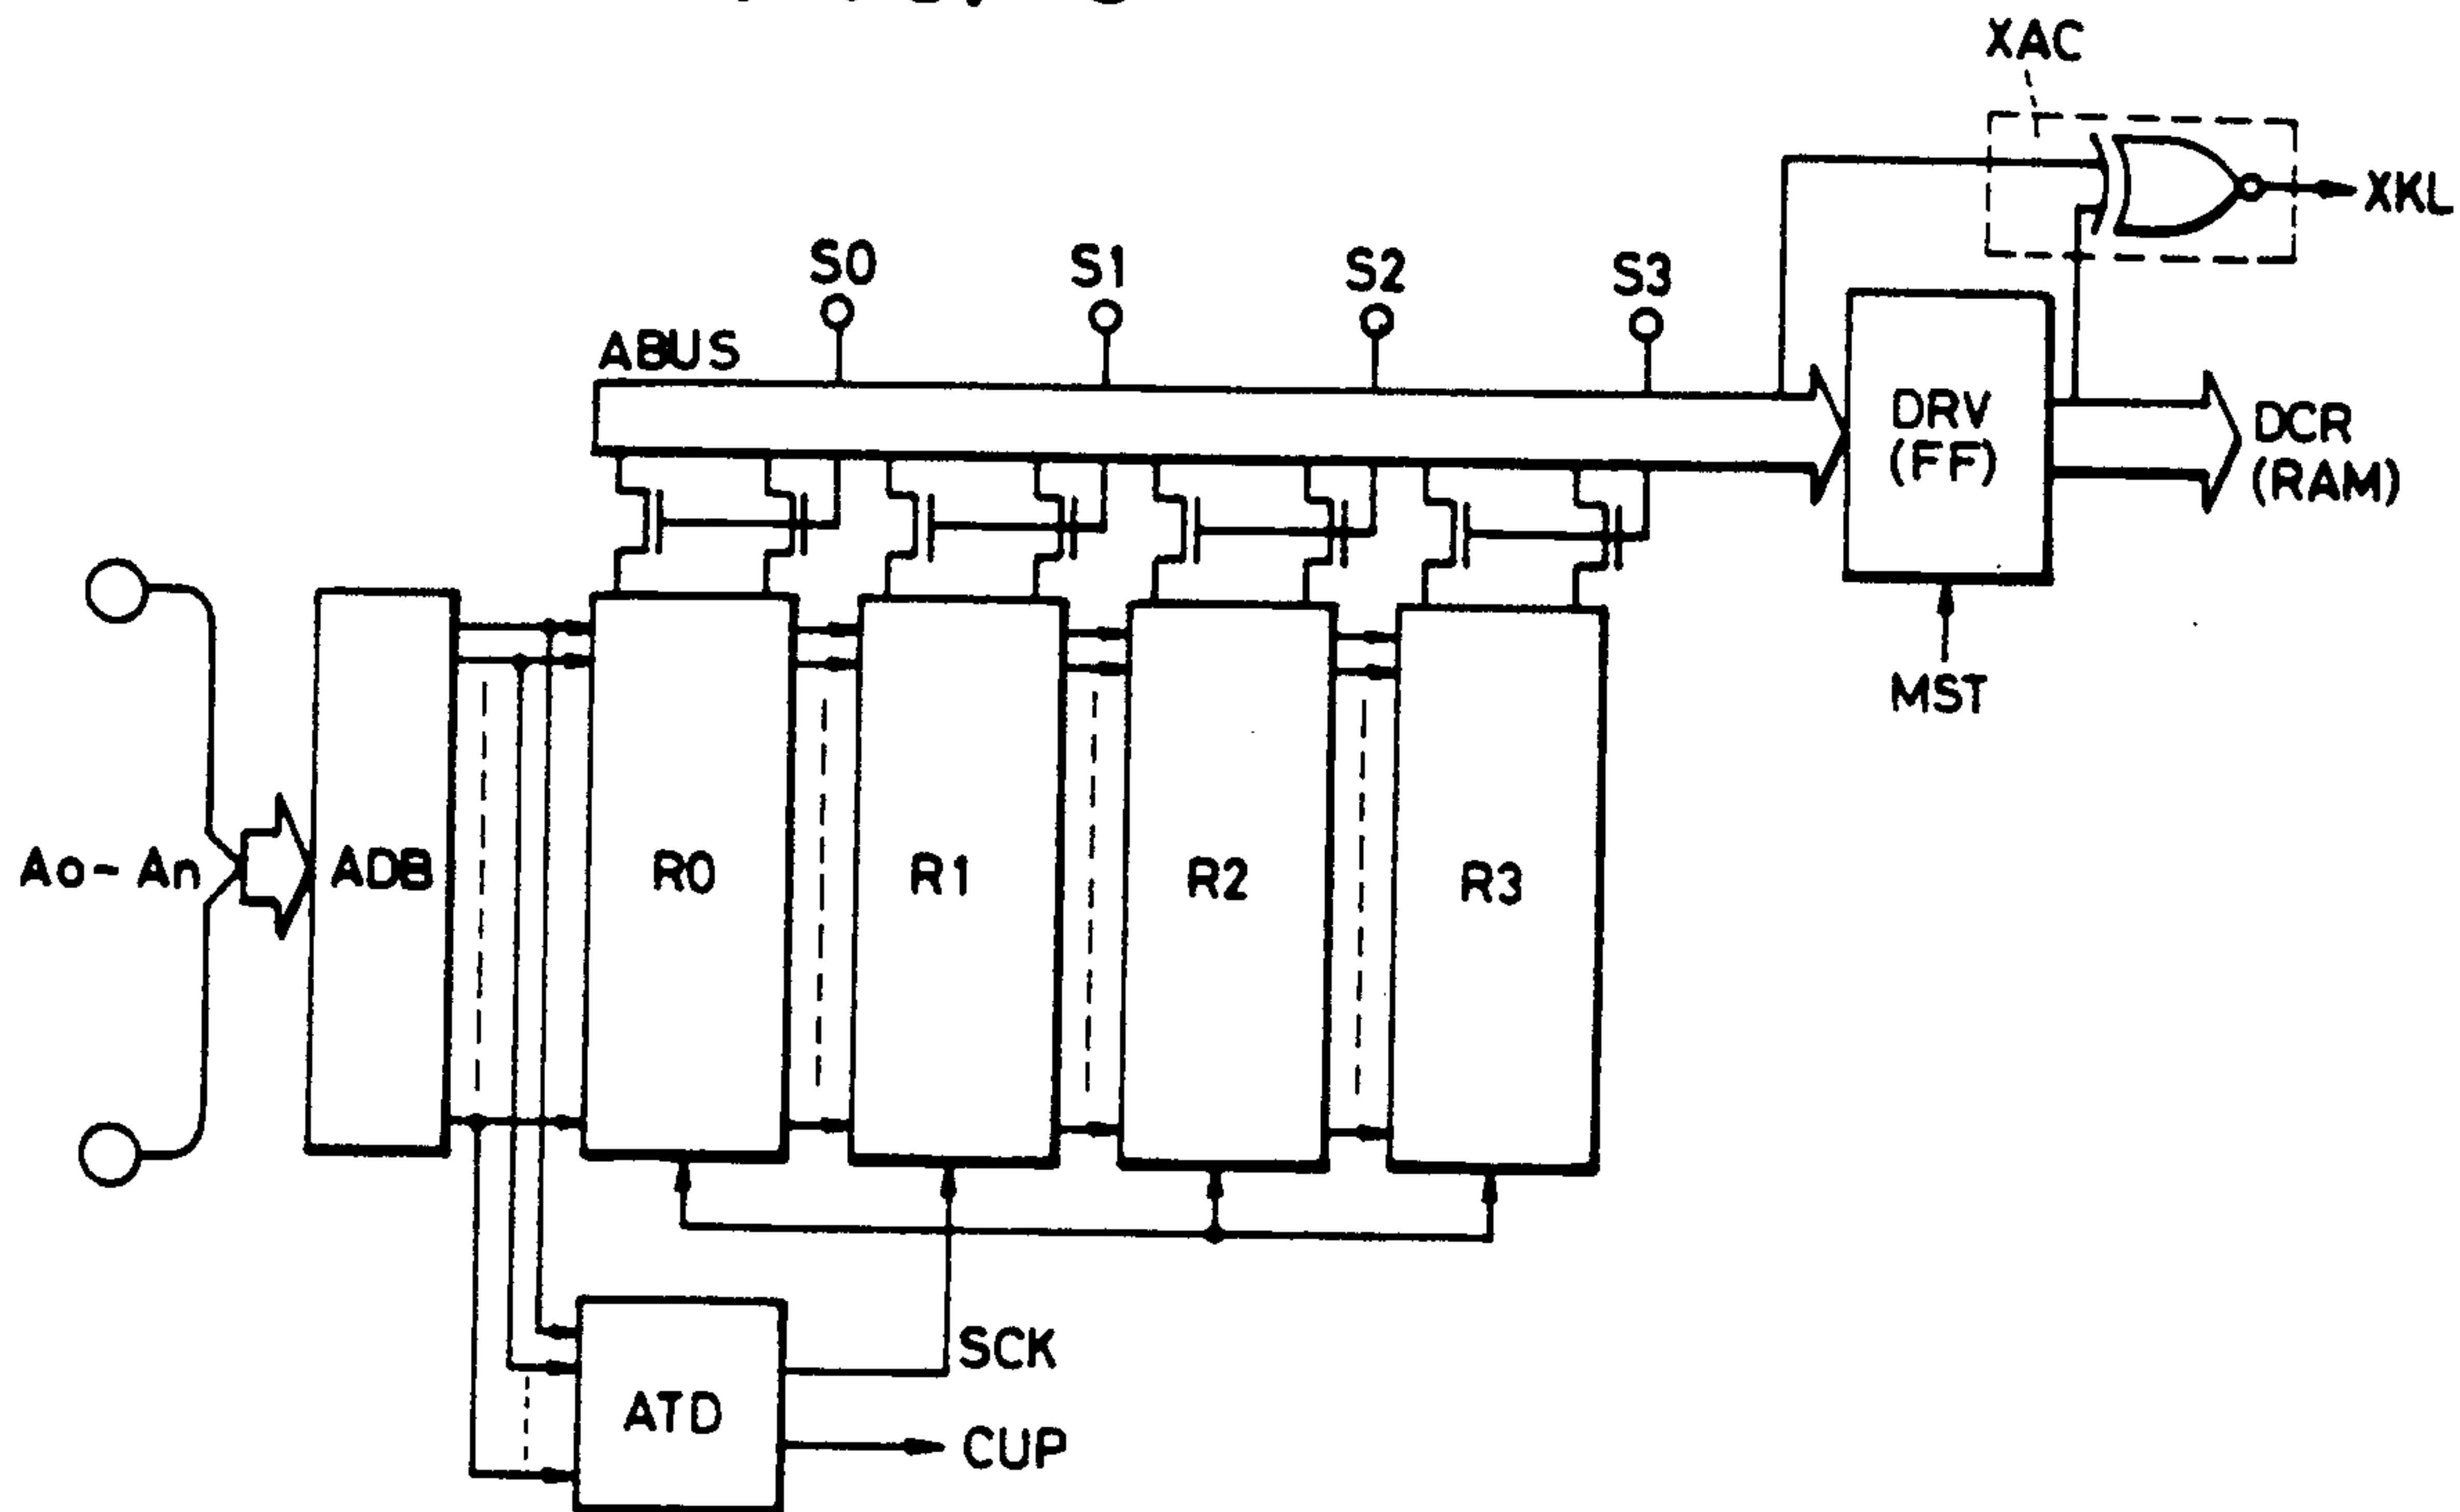 XAC
XKL
S0
S1
S2
S3
ABUS
DRV
(FF)
DCR
(RAM)
MST
Ao-An
ADB
R0
R1
R2
R3
SCK
ATD
CUP